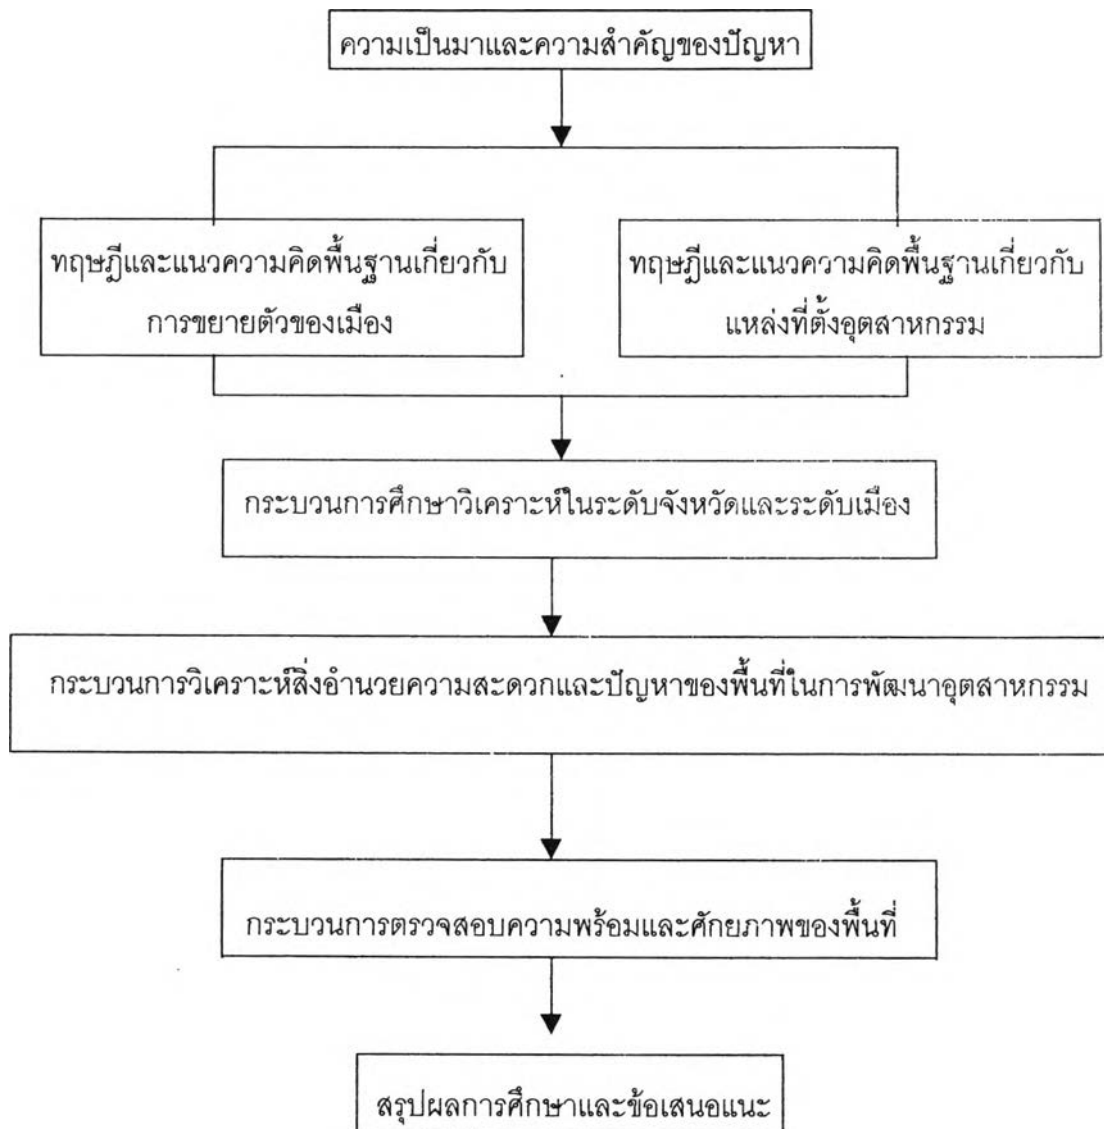 ความเป็นมาและความสำคัญของปัญหา
ทฤษฎีและแนวความคิดพื้นฐานเกี่ยวกับ
การขยายตัวของเมือง
ทฤษฎีและแนวความคิดพื้นฐานเกี่ยวกับ
แหล่งที่ตั้งอุตสาหกรรม
กระบวนการศึกษาวิเคราะห์ในระดับจังหวัดและระดับเมือง
กระบวนการวิเคราะห์สิ่งอำนวยความสะดวกและปัญหาของพื้นที่ในการพัฒนาอุตสาหกรรม
กระบวนการตรวจสอบความพร้อมและศักยภาพของพื้นที่
สรุปผลการศึกษาและข้อเสนอแนะ